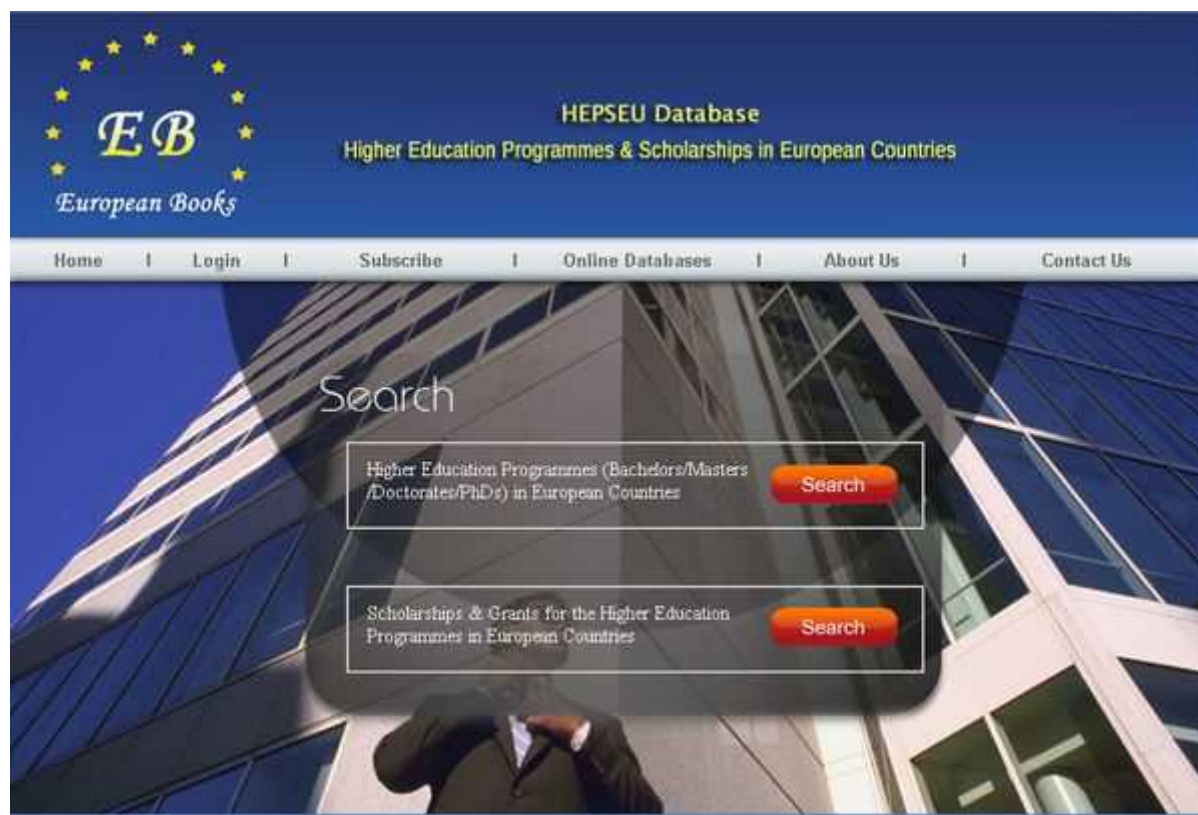 EB
European Books
HEPSEU Database
Higher Education Programmes & Scholarships in European Countries
Home | Login | Subscribe | Online Databases | About Us | Contact Us
Search
Higher Education Programmes (Bachelors/Masters
/Doctorates/PhDs) in European Countries
Search
Scholarships & Grants for the Higher Education
Programmes in European Countries
Search